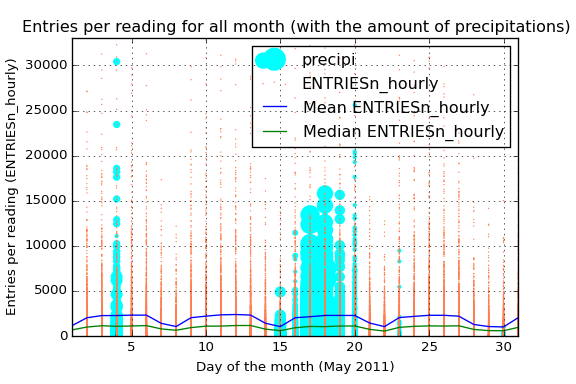 Entries per reading for all month (with the amount of precipitations)
Entries per reading (ENTRIESn_hourly)
30000
25000
20000
15000
10000
5000
0
precipi
ENTRIESn_hourly
Mean ENTRIESn_hourly
Median ENTRIESn_hourly
5
10
15
20
25
30
Day of the month (May 2011)